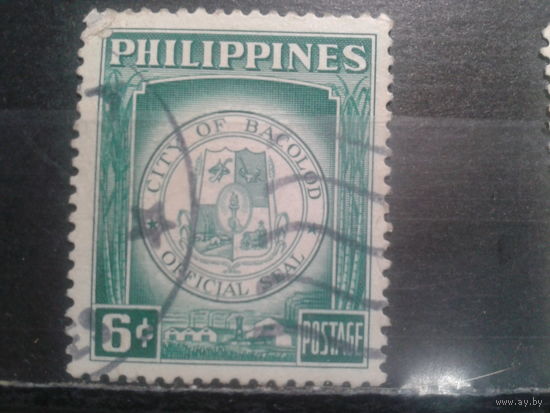 PHILIPPINES
CITY OF BACOLOD
OFFICIAL SEAL
6¢ POSTAGE
www.ay.by